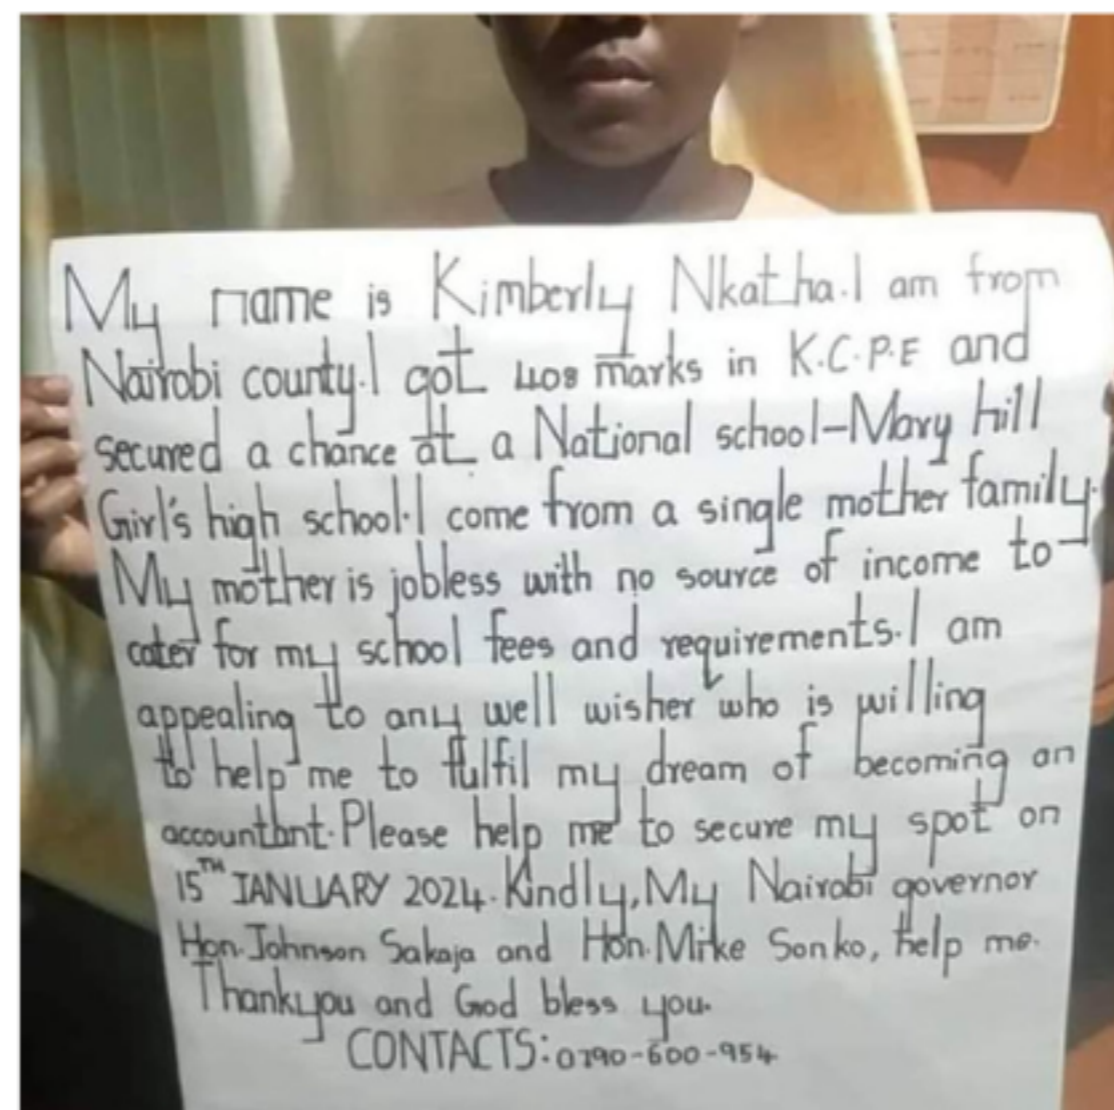 My name is Kimberly Nkatha.I am from
Nairobi county.I got 408 marks in K.C.P.E and
secured a chance at a National school-Mary hill
Girl's high school.I come from a single mother family.
My mother is jobless with no source of income to
cater for my school fees and requirements.I am
appealing to any well wisher who is willing
to help me to fulfil my dream of becoming an
accountant.Please help me to secure my spot on
15TH JANUARY 2024.Kindly,My Nairobi governor
Hon.Johnson Sakaja and Hon.Mike Sonko, help me.
Thankyou and God bless you.
CONTACTS:0790-600-954